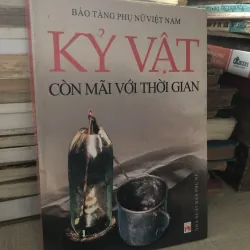 BẢO TÀNG PHỤ NỮ VIỆT NAM
KỶ VẬT
CÒN MÃI VỚI THỜI GIAN